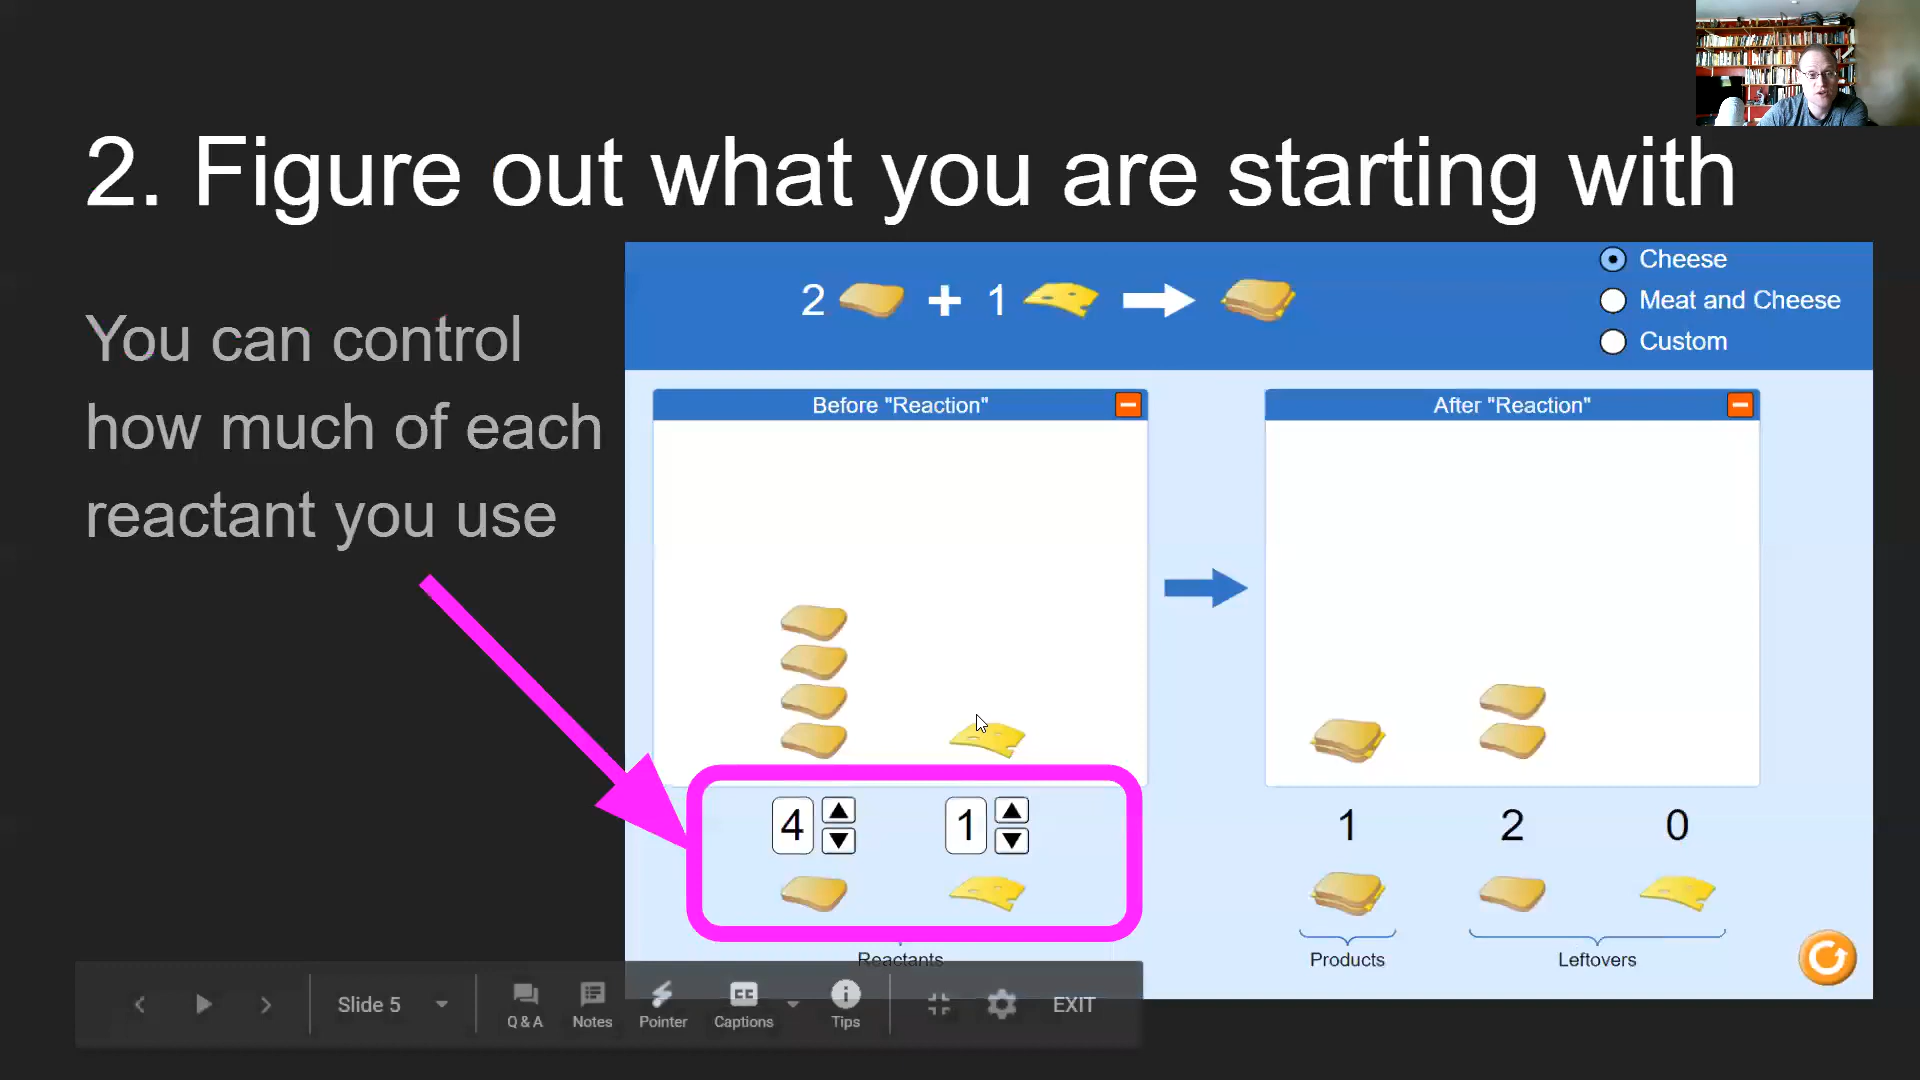 2. Figure out what you are starting with
You can control
how much of each
reactant you use
2 + 1
Cheese
Meat and Cheese
Custom
Before "Reaction"
After "Reaction"
4 1
1 2 0
Reactants
Products
Leftovers
Slide 5
Q & A
Notes
Pointer
CC
Captions
Tips
EXIT